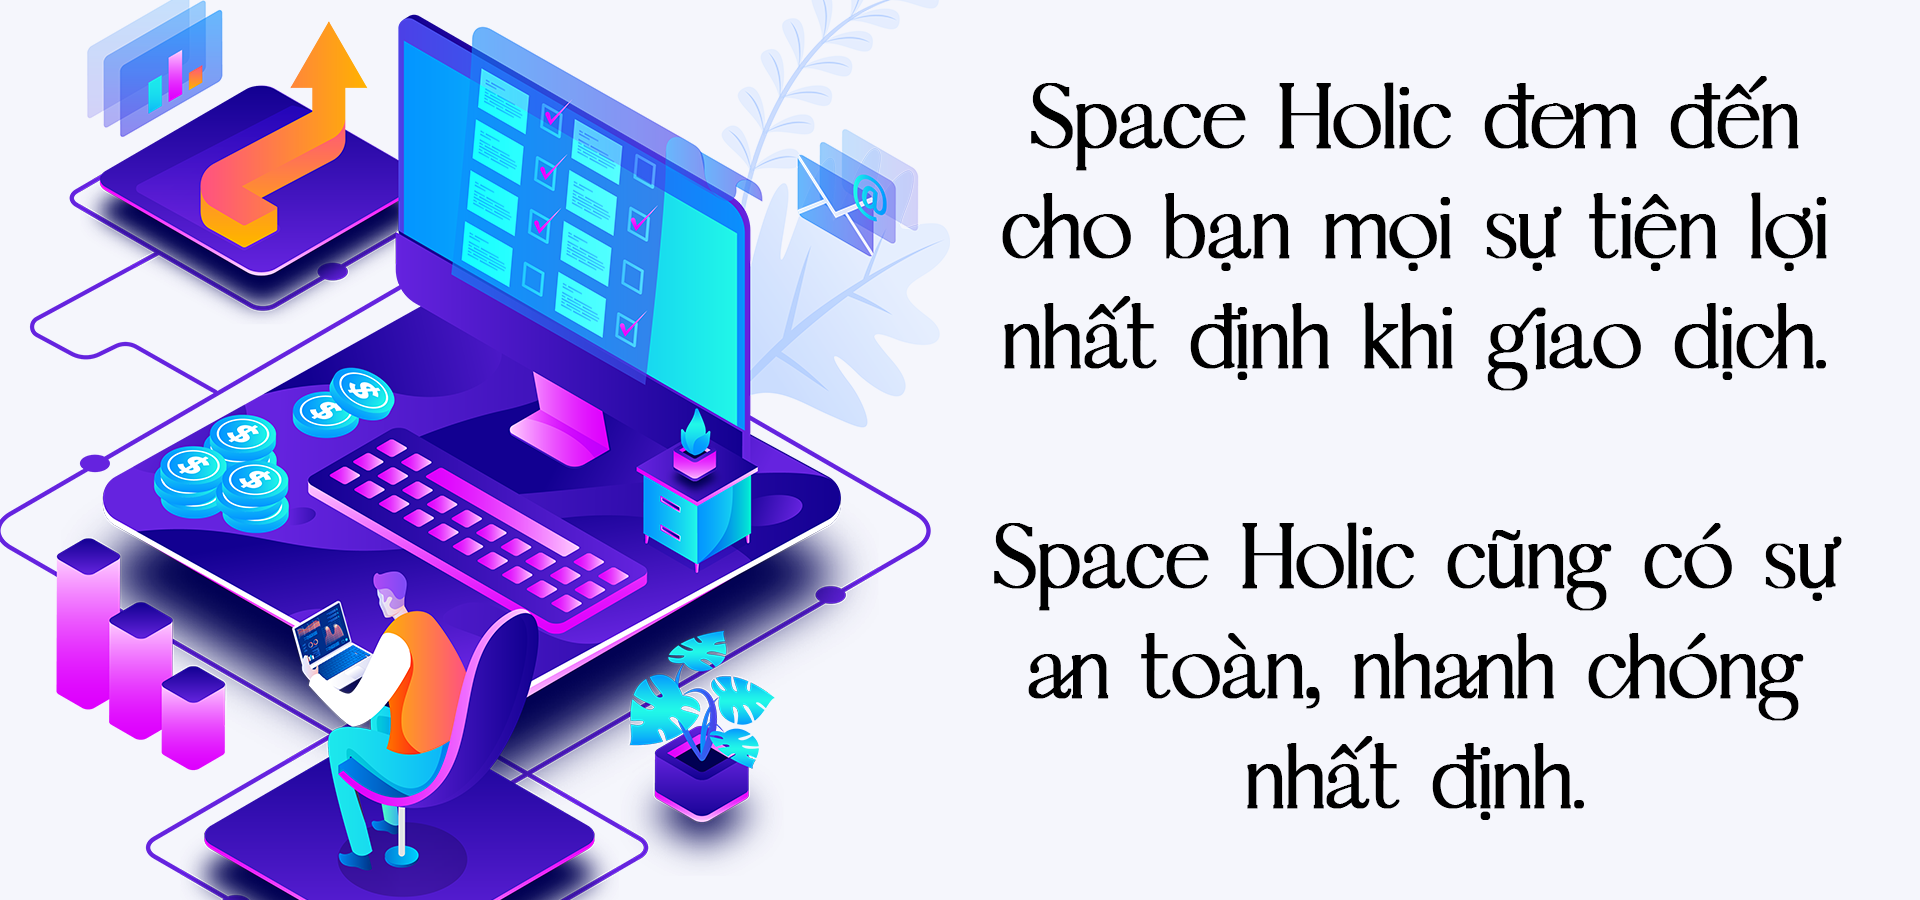 Space Holic đem đến
cho bạn mọi sự tiện lợi
nhất định khi giao dịch.
Space Holic cũng có sự
an toàn, nhanh chóng
nhất định.